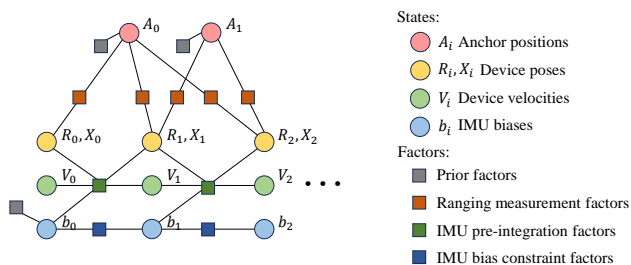 A₀
A₁
R₀, X₀
R₁, X₁
R₂, X₂
V₀
V₁
V₂
b₀
b₁
b₂
• • •
States:
Aᵢ Anchor positions
Rᵢ, Xᵢ Device poses
Vᵢ Device velocities
bᵢ IMU biases
Factors:
Prior factors
Ranging measurement factors
IMU pre-integration factors
IMU bias constraint factors